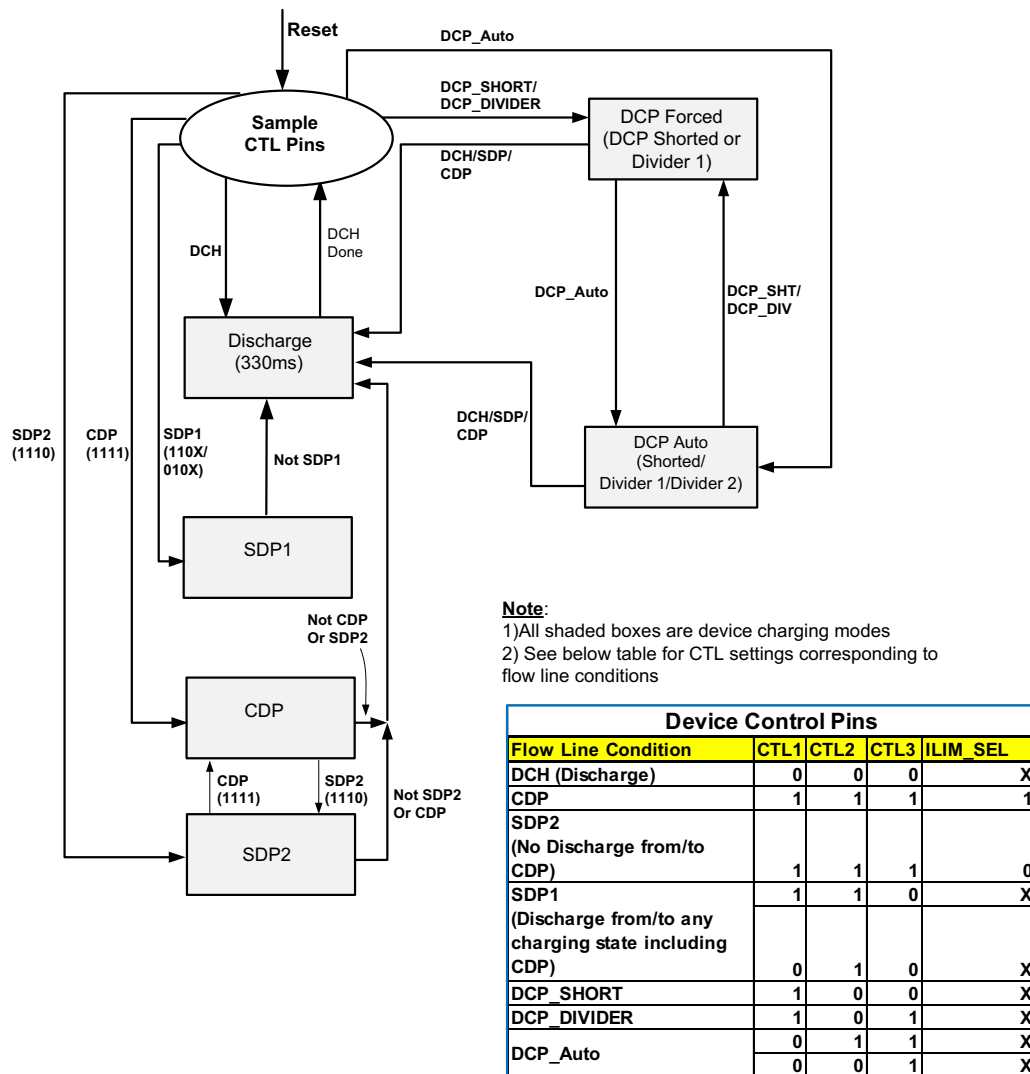 Reset
DCP_Auto
DCP_SHORT/
DCP_DIVIDER
Sample
CTL Pins
DCP Forced
(DCP Shorted or
Divider 1)
DCH/SDP/
CDP
DCH
DCH
Done
DCP_Auto
DCP_SHT/
DCP_DIV
Discharge
(330ms)
SDP2
(1110)
CDP
(1111)
SDP1
(110X/
010X)
Not SDP1
DCH/SDP/
CDP
DCP Auto
(Shorted/
Divider 1/Divider 2)
SDP1
Not CDP
Or SDP2
CDP
CDP
(1111)
SDP2
(1110)
Not SDP2
Or CDP
SDP2
Note:
1)All shaded boxes are device charging modes
2) See below table for CTL settings corresponding to
flow line conditions
Device Control Pins
Flow Line Condition CTL1 CTL2 CTL3 ILIM_SEL
DCH (Discharge) 0 0 0 X
CDP 1 1 1 1
SDP2
(No Discharge from/to
CDP) 1 1 1 0
SDP1 1 1 0 X
(Discharge from/to any
charging state including
CDP) 0 1 0 X
DCP_SHORT 1 0 0 X
DCP_DIVIDER 1 0 1 X
DCP_Auto 0 1 1 X
0 0 1 X